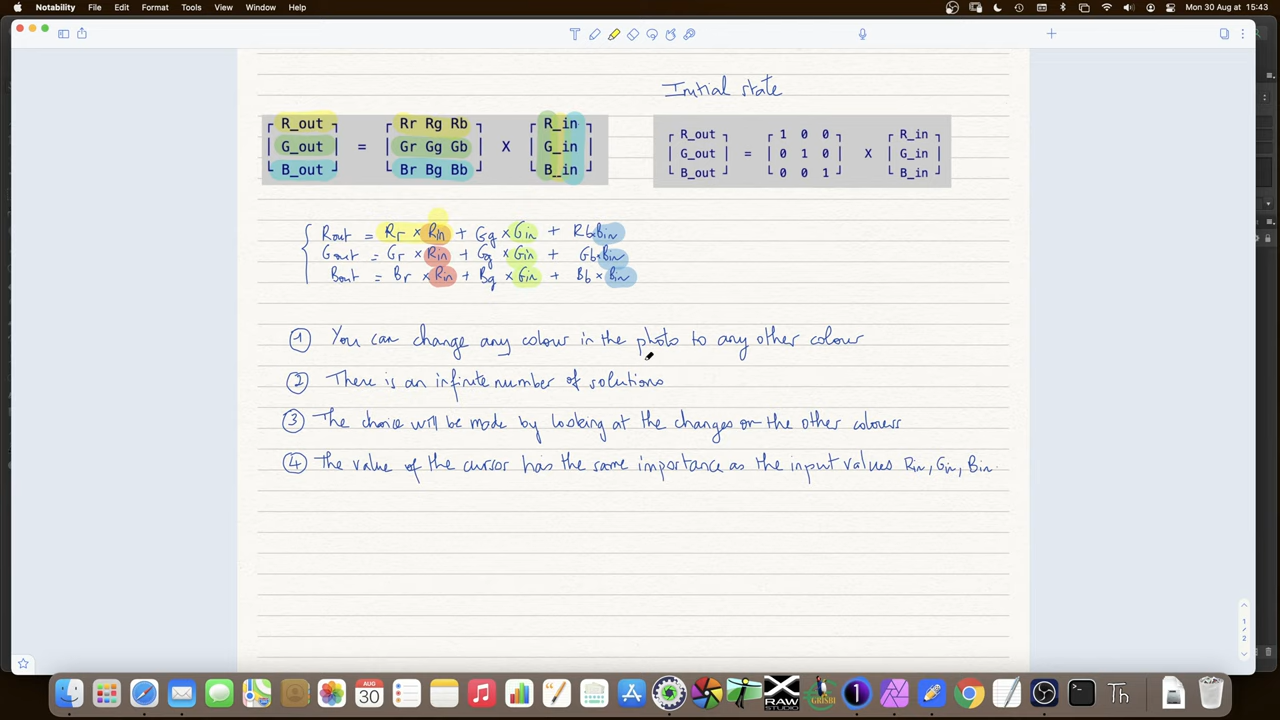 Notability File Edit Format Tools View Window Help Mon 30 Aug at 15:43
Initial state
R_out Rr Rg Rb R_in
G_out = Gr Gg Gb X G_in
B_out Br Bg Bb B_in
R_out 1 0 0 R_in
G_out = 0 1 0 X G_in
B_out 0 0 1 B_in
Rout = Rr × Rin + Gg × Gin + Rb×Bin
Gout = Gr × Rin + Gg × Gin + Gb×Bin
Bout = Br × Rin + Bg × Gin + Bb × Bin
① You can change any colour in the photo to any other colour
② There is an infinite number of solutions
③ The choice will be made by looking at the changes on the other colours
④ The value of the cursor has the same importance as the input values Rin, Gin, Bin
1
2
AUG
30
RAW
Th